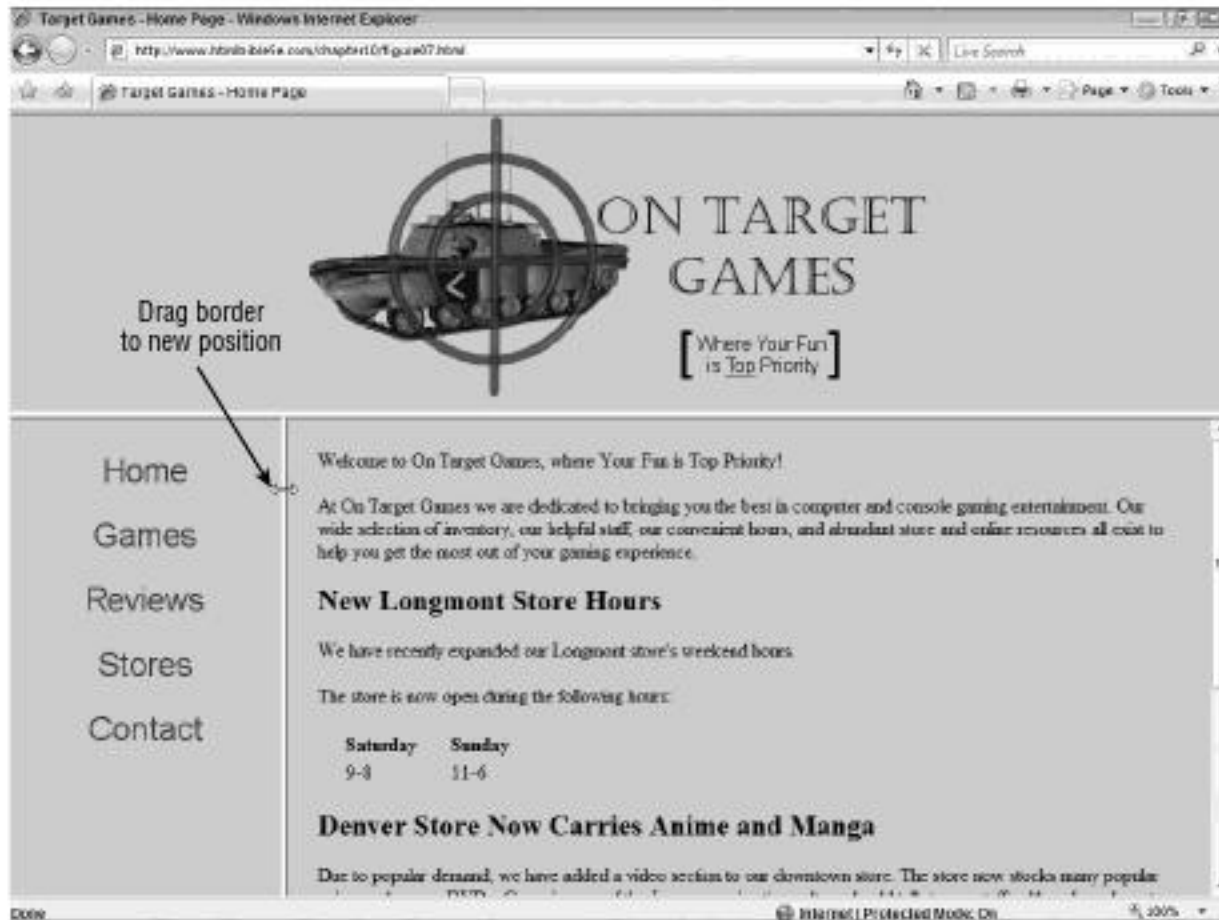 Target Games - Home Page - Windows Internet Explorer
Live Search
Target Games - Home Page
Page
Tools
ON TARGET
GAMES
Where Your Fun
is Top Priority
Drag border
to new position
Home
Games
Reviews
Stores
Contact
Welcome to On Target Games, where Your Fun is Top Priority!
At On Target Games we are dedicated to bringing you the best in computer and console gaming entertainment. Our
wide selection of inventory, our helpful staff, our convenient hours, and abundant store and online resources all exist to
help you get the most out of your gaming experience.
New Longmont Store Hours
We have recently expanded our Longmont store's weekend hours.
The store is now open during the following hours:
Saturday Sunday
9-8 11-6
Denver Store Now Carries Anime and Manga
Due to popular demand, we have added a video section to our downtown store. The store now stocks many popular
Done
Internet | Protected Mode: On
100%